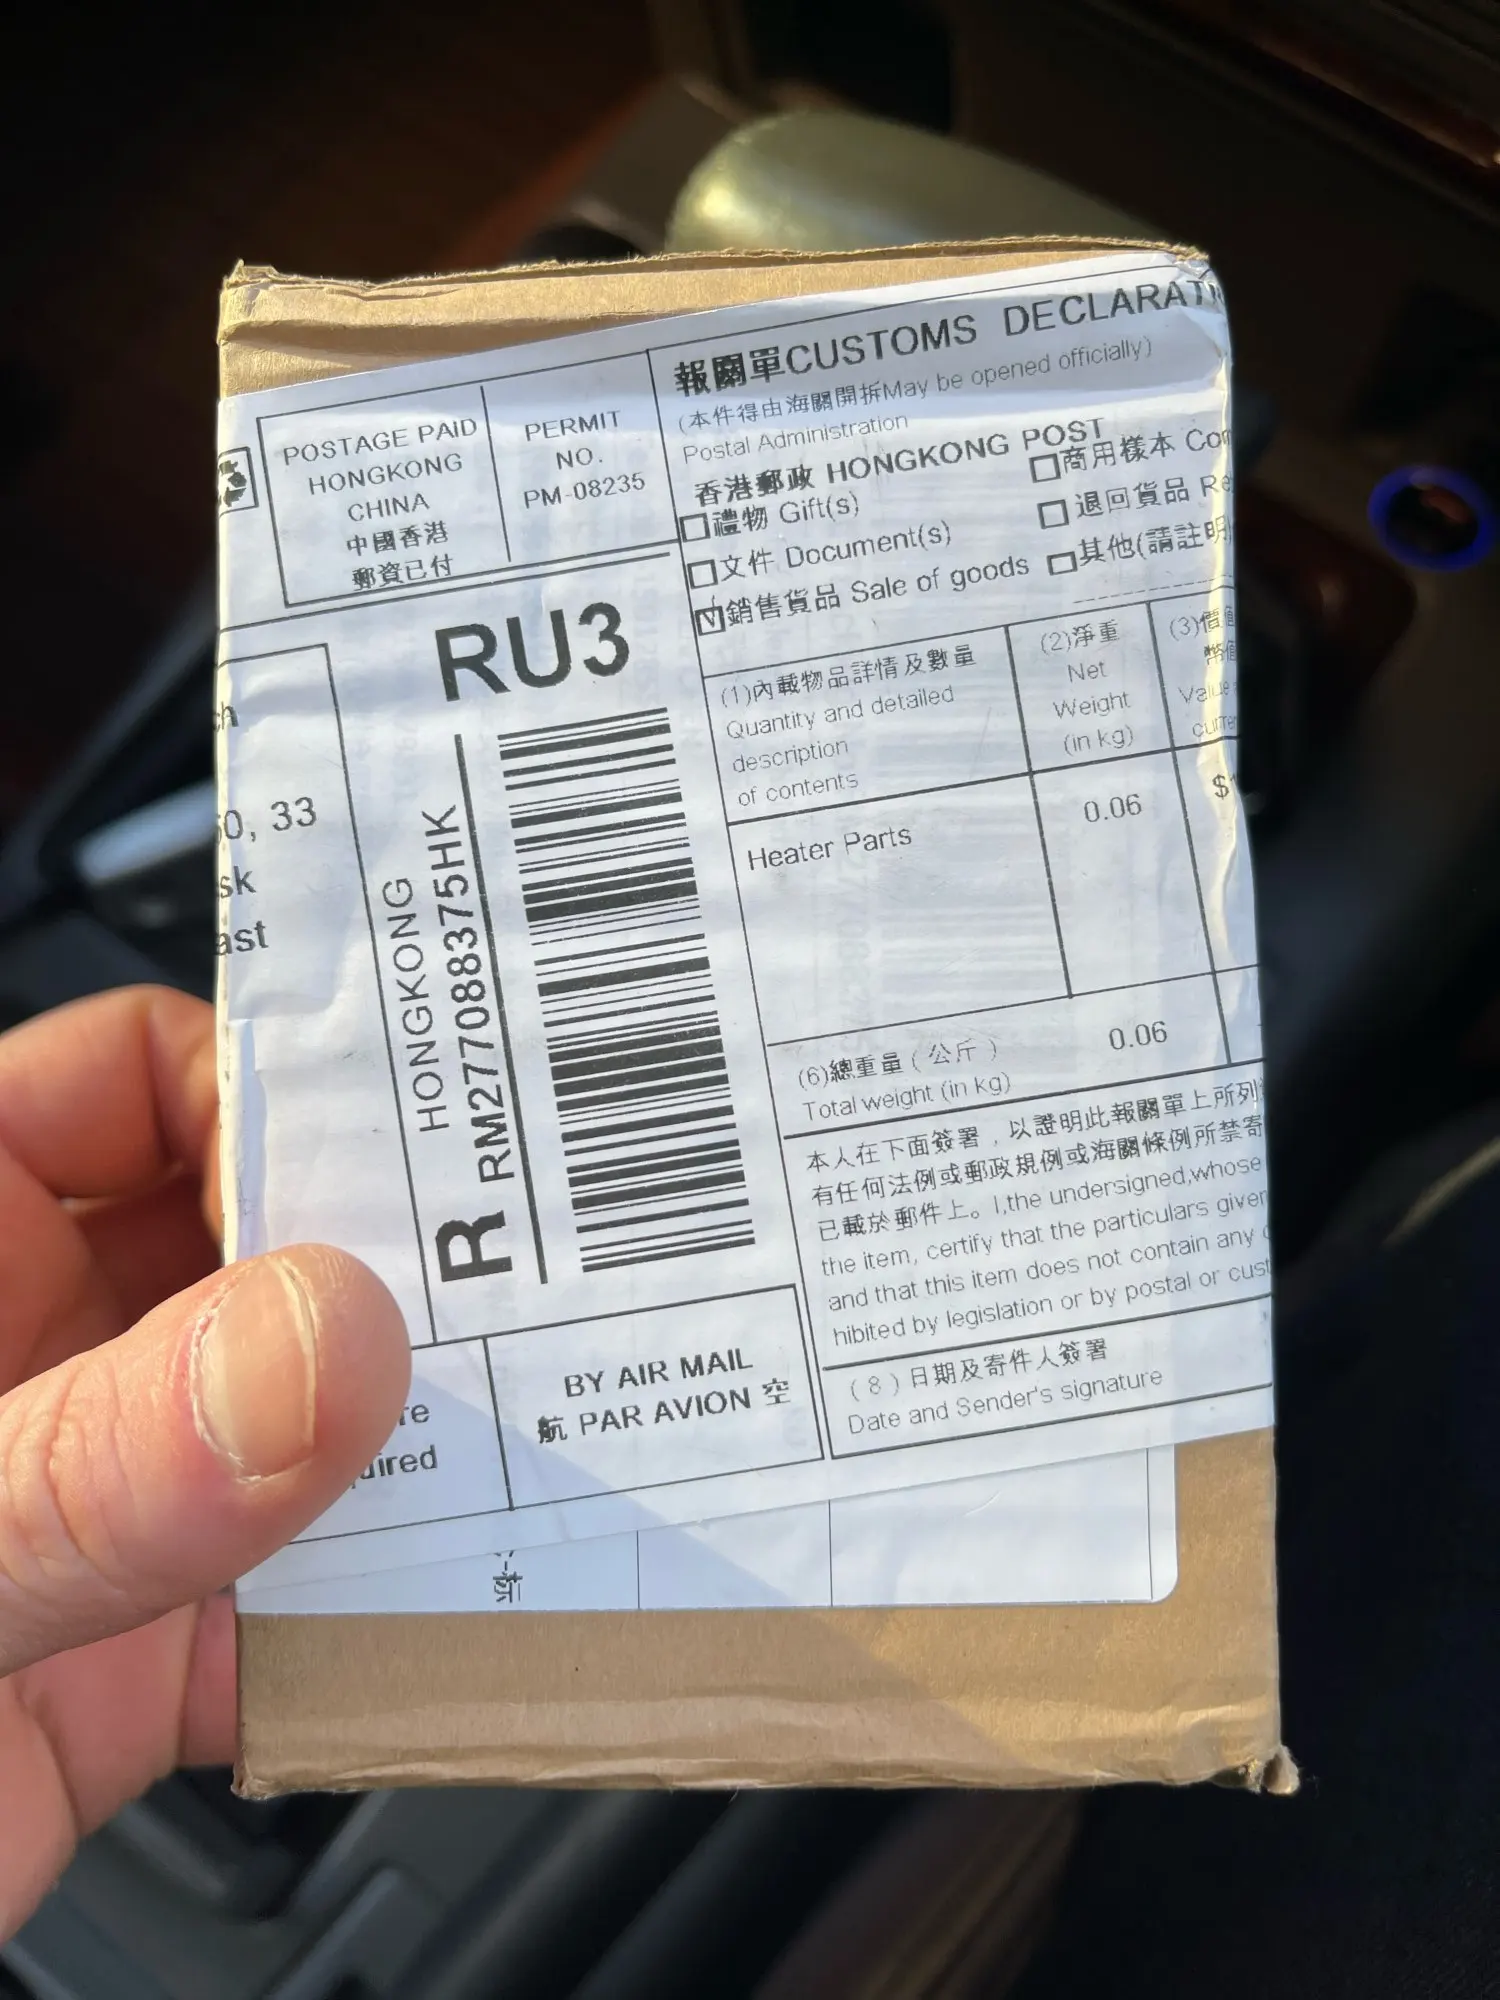 POSTAGE PAID
HONGKONG
CHINA
中國香港
郵資已付
PERMIT
NO.
PM-08235
報關單CUSTOMS DECLARAT
(本件得由海關開拆May be opened officially)
Postal Administration
香港郵政 HONGKONG POST
禮物 Gift(s)
文件 Document(s)
銷售貨品 Sale of goods
商用樣本
退回貨品
其他(請註明
RU3
(1)內載物品詳情及數量
Quantity and detailed
description
of contents
(2)淨重
Net
Weight
(in kg)
(3)價值
Value
Heater Parts
0.06
$
(6)總重量(公斤)
Total weight (in kg)
0.06
HONGKONG
R RM277088375HK
0, 33
sk
ast
本人在下面簽署，以證明此報關單上所列
有任何法例或郵政規例或海關條例所禁寄
已載於郵件上。I,the undersigned,whose
the item, certify that the particulars given
and that this item does not contain any
hibited by legislation or by postal or cust
(8)日期及寄件人簽署
Date and Sender's signature
BY AIR MAIL
航 PAR AVION 空
re
uired